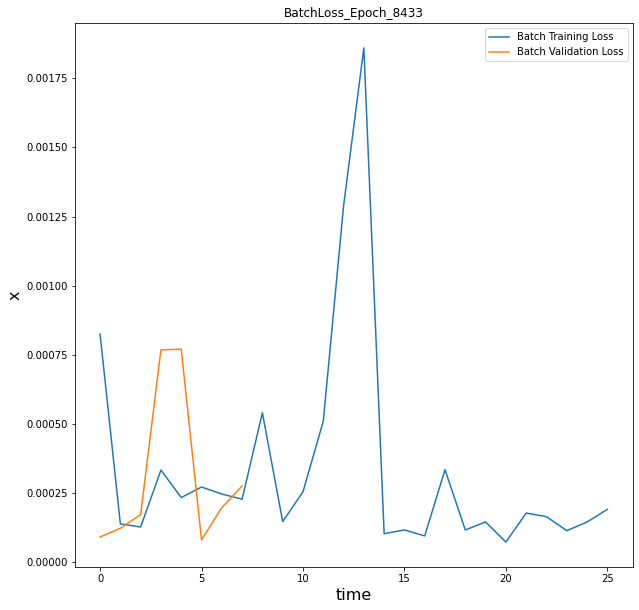 BatchLoss_Epoch_8433
Batch Training Loss
Batch Validation Loss
0.00175
0.00150
0.00125
0.00100
0.00075
0.00050
0.00025
0.00000
x
0 5 10 15 20 25
time